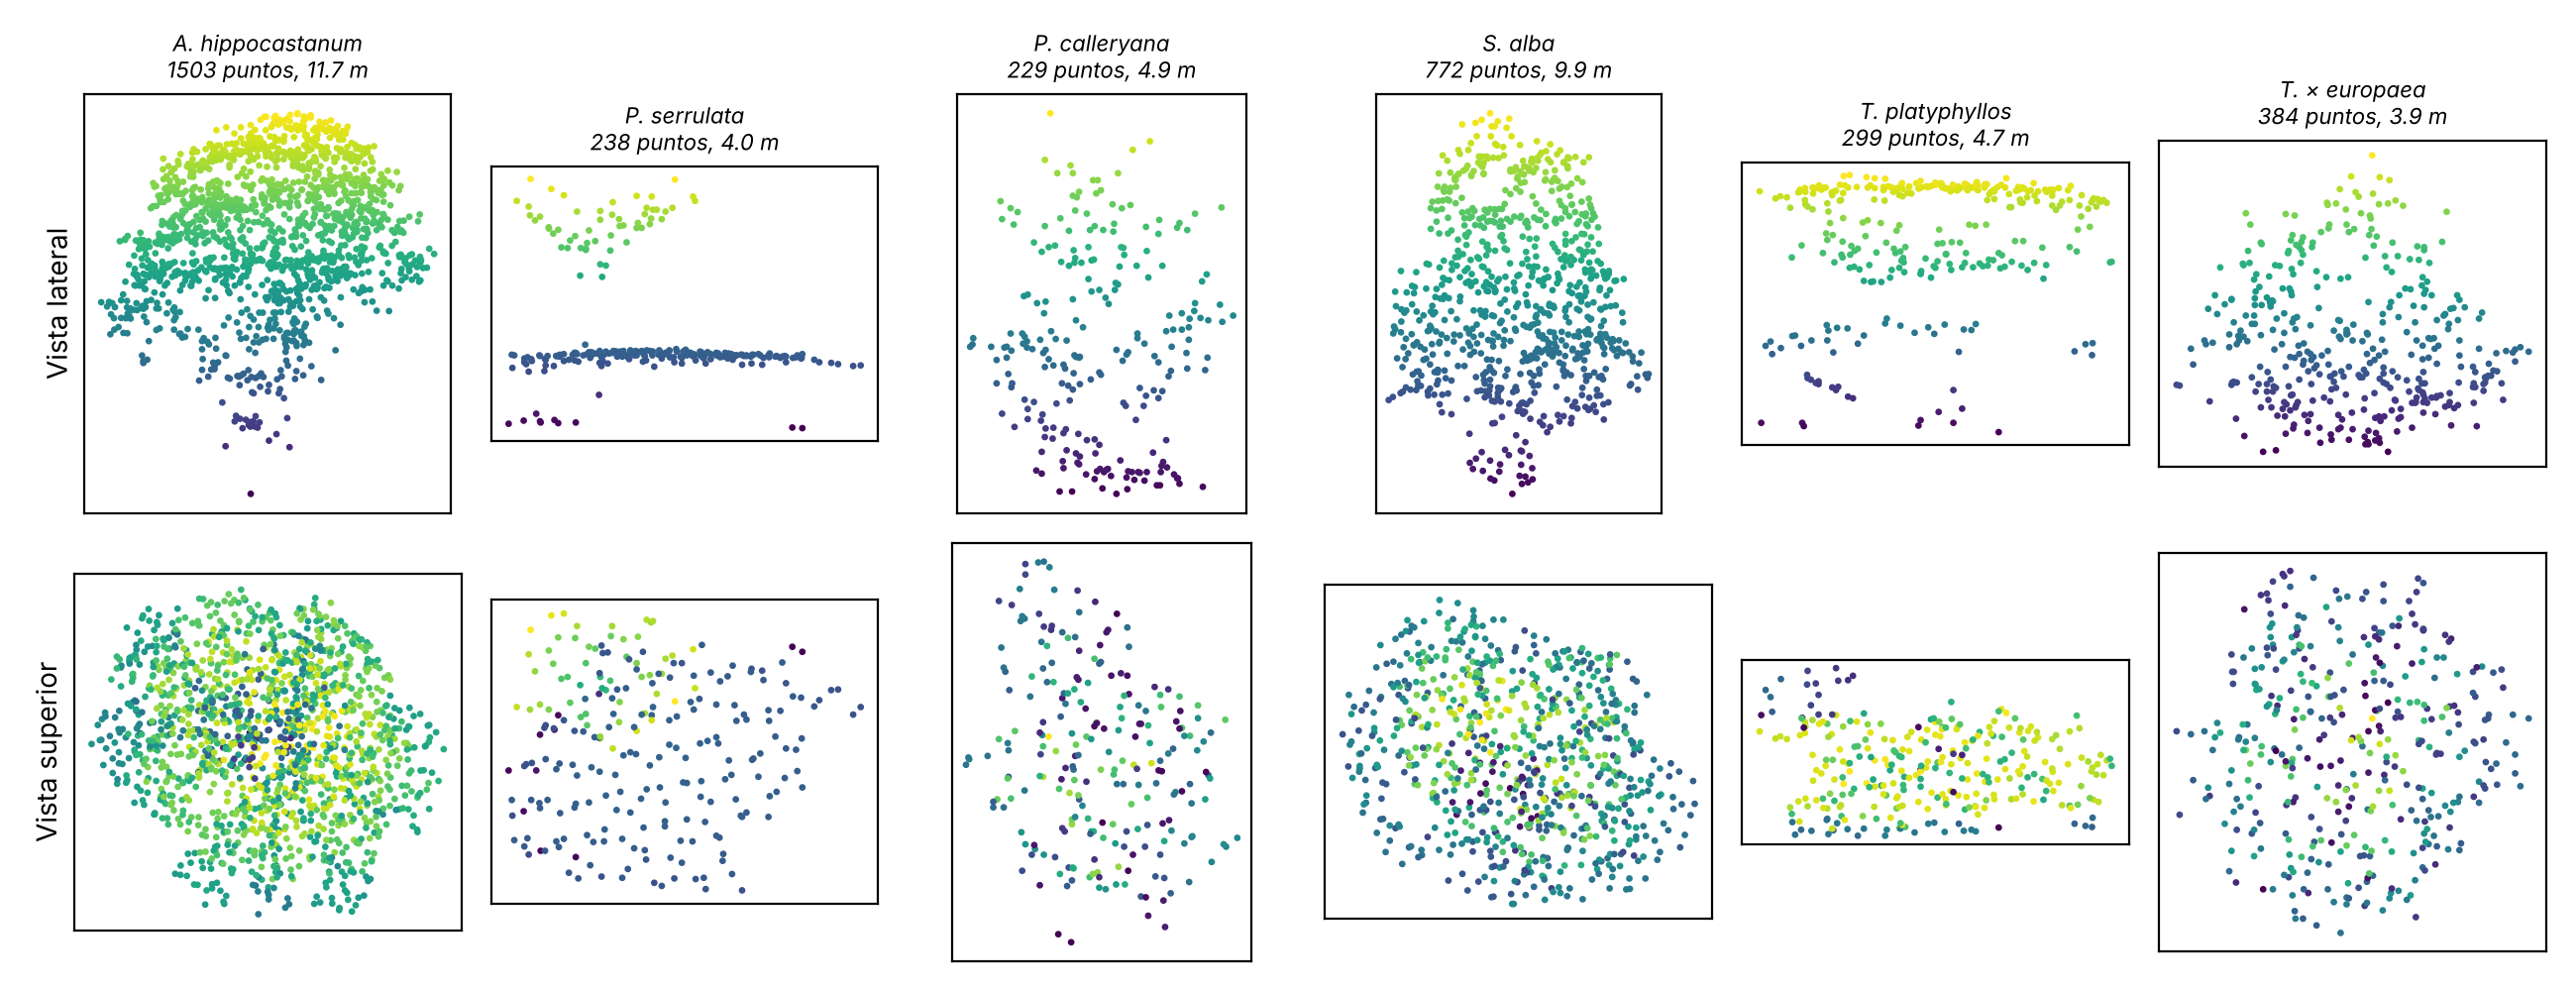 A. hippocastanum
1503 puntos, 11.7 m
P. serrulata
238 puntos, 4.0 m
P. calleryana
229 puntos, 4.9 m
S. alba
772 puntos, 9.9 m
T. platyphyllos
299 puntos, 4.7 m
T. × europaea
384 puntos, 3.9 m
Vista lateral
Vista superior